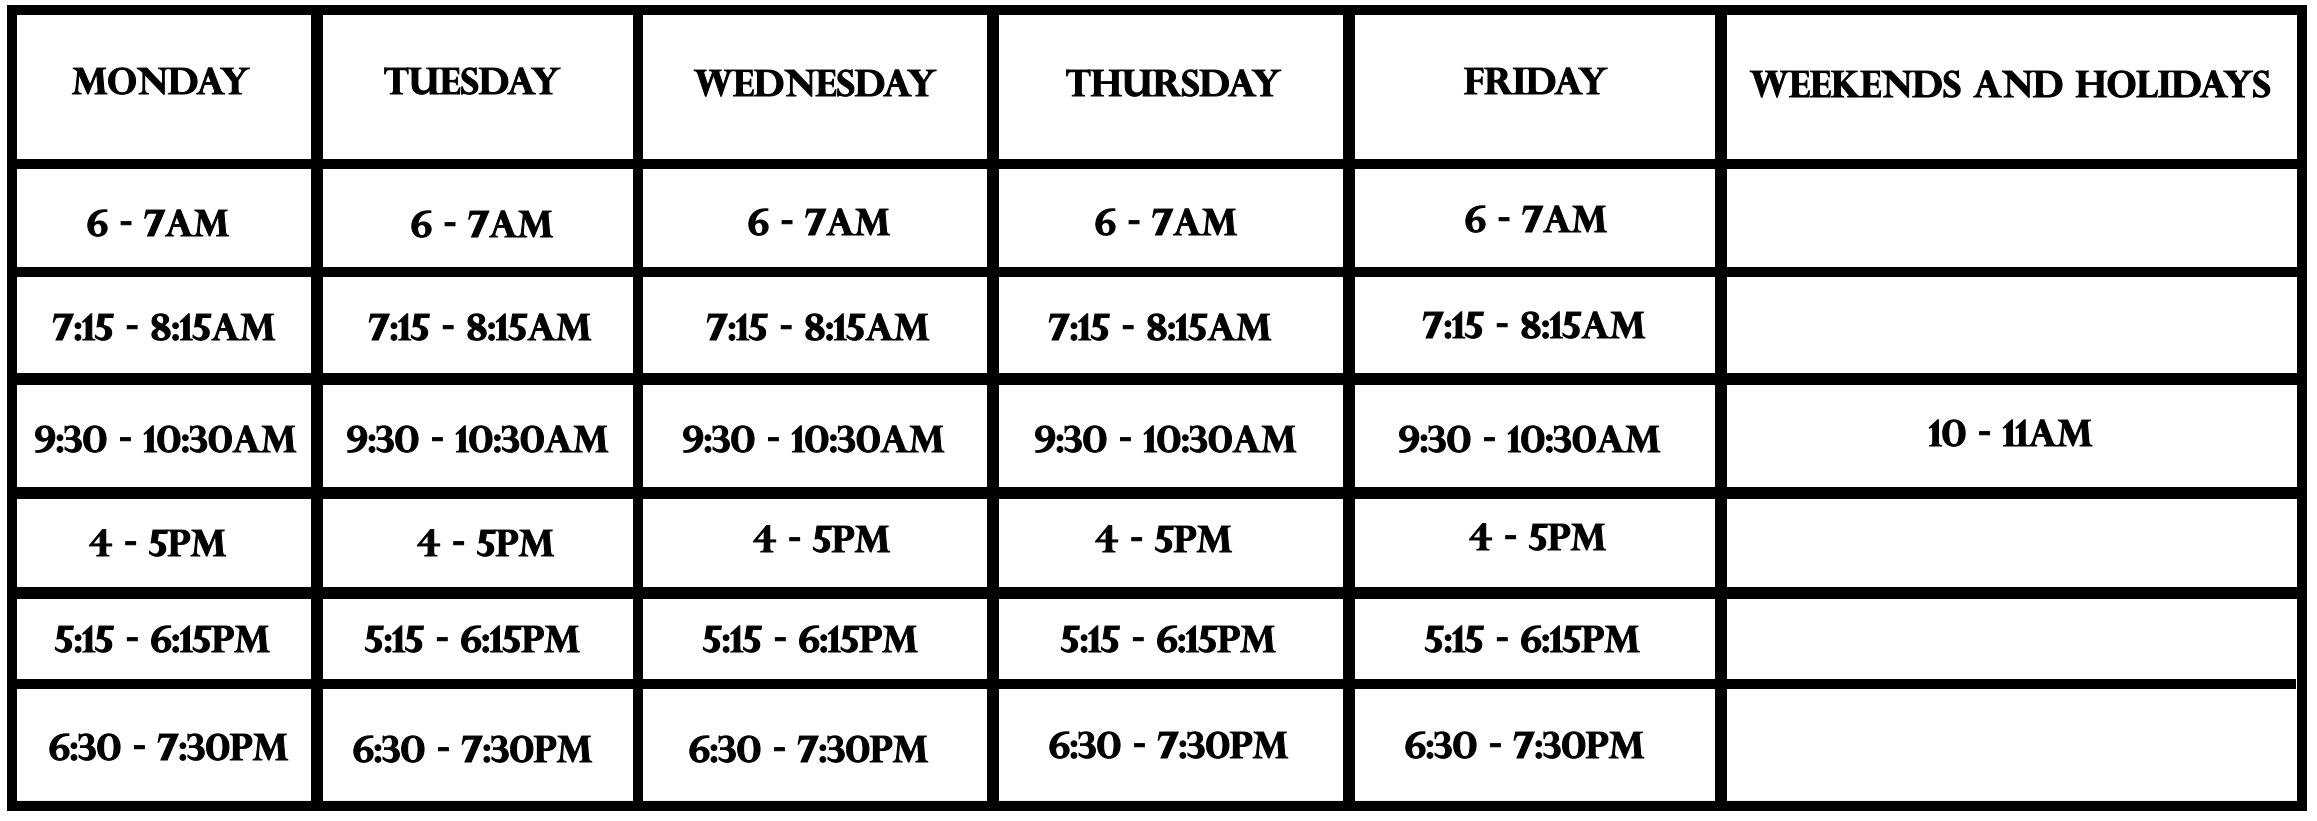 MONDAY TUESDAY WEDNESDAY THURSDAY FRIDAY WEEKENDS AND HOLIDAYS
6 - 7AM 6 - 7AM 6 - 7AM 6 - 7AM 6 - 7AM
7:15 - 8:15AM 7:15 - 8:15AM 7:15 - 8:15AM 7:15 - 8:15AM 7:15 - 8:15AM
9:30 - 10:30AM 9:30 - 10:30AM 9:30 - 10:30AM 9:30 - 10:30AM 9:30 - 10:30AM 10 - 11AM
4 - 5PM 4 - 5PM 4 - 5PM 4 - 5PM 4 - 5PM
5:15 - 6:15PM 5:15 - 6:15PM 5:15 - 6:15PM 5:15 - 6:15PM 5:15 - 6:15PM
6:30 - 7:30PM 6:30 - 7:30PM 6:30 - 7:30PM 6:30 - 7:30PM 6:30 - 7:30PM